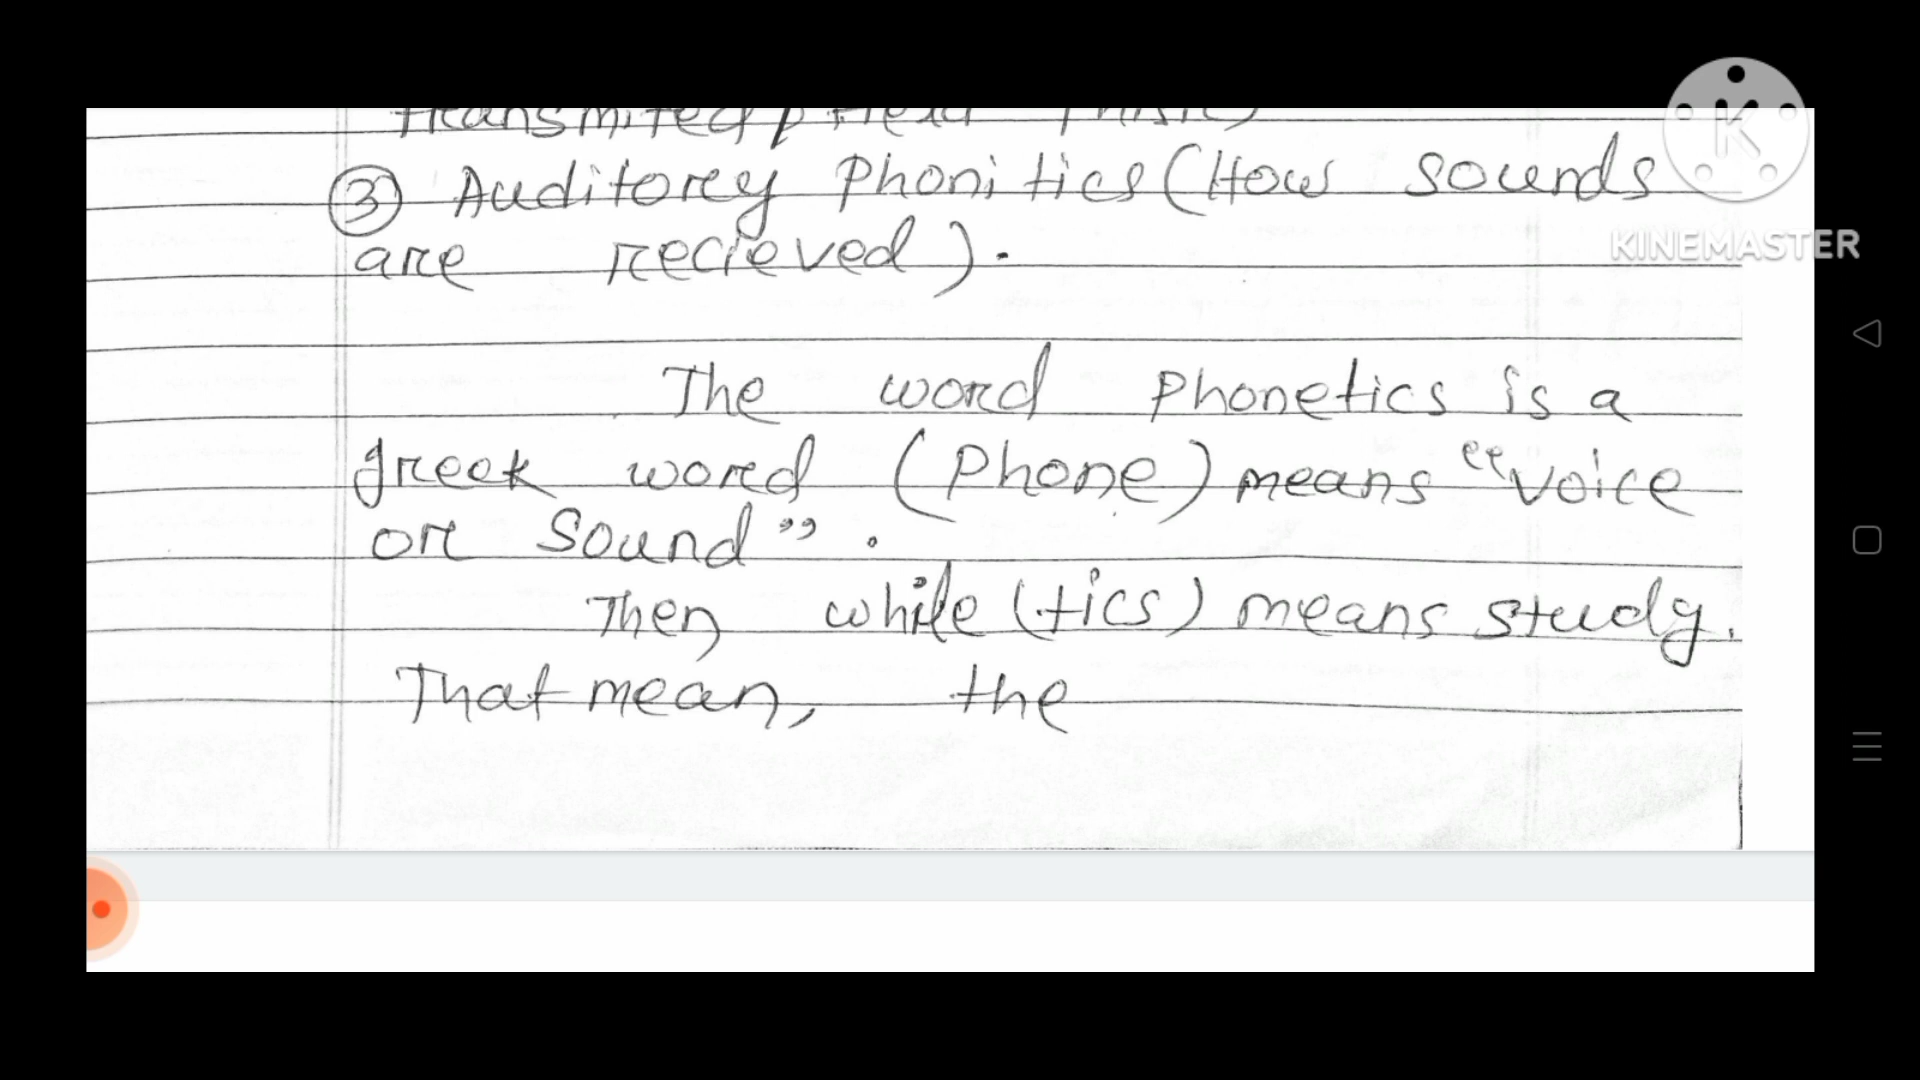 ③ Auditory Phonitics (How sounds
are recieved).
The word Phonetics is a
greek word (Phone) means "voice
or Sound".
Then while (tics) means study.
That mean, the
KINEMASTER